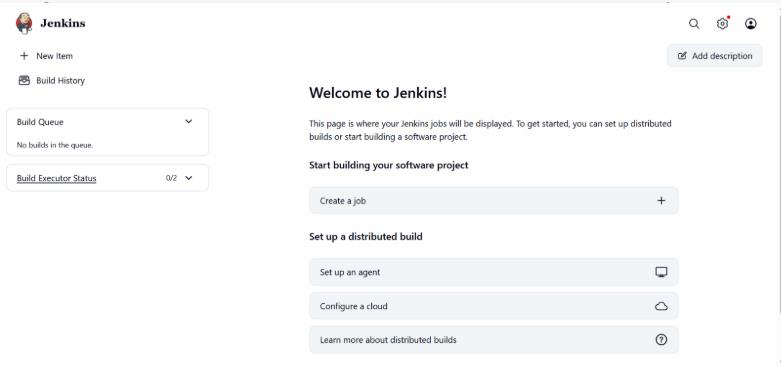 Jenkins
New Item
Build History
Add description
Build Queue
No builds in the queue.
Build Executor Status
0/2
Welcome to Jenkins!
This page is where your Jenkins jobs will be displayed. To get started, you can set up distributed
builds or start building a software project.
Start building your software project
Create a job
Set up a distributed build
Set up an agent
Configure a cloud
Learn more about distributed builds